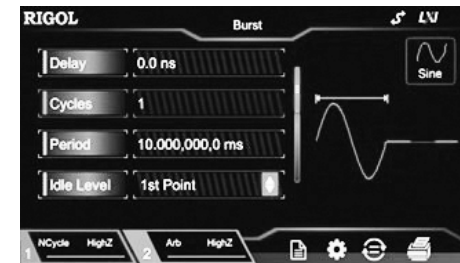 RIGOL Burst LXI
Sine
Delay 0.0 ns
Cycles 1
Period 10.000,000,0 ms
Idle Level 1st Point
1 NCycle HighZ 2 Arb HighZ